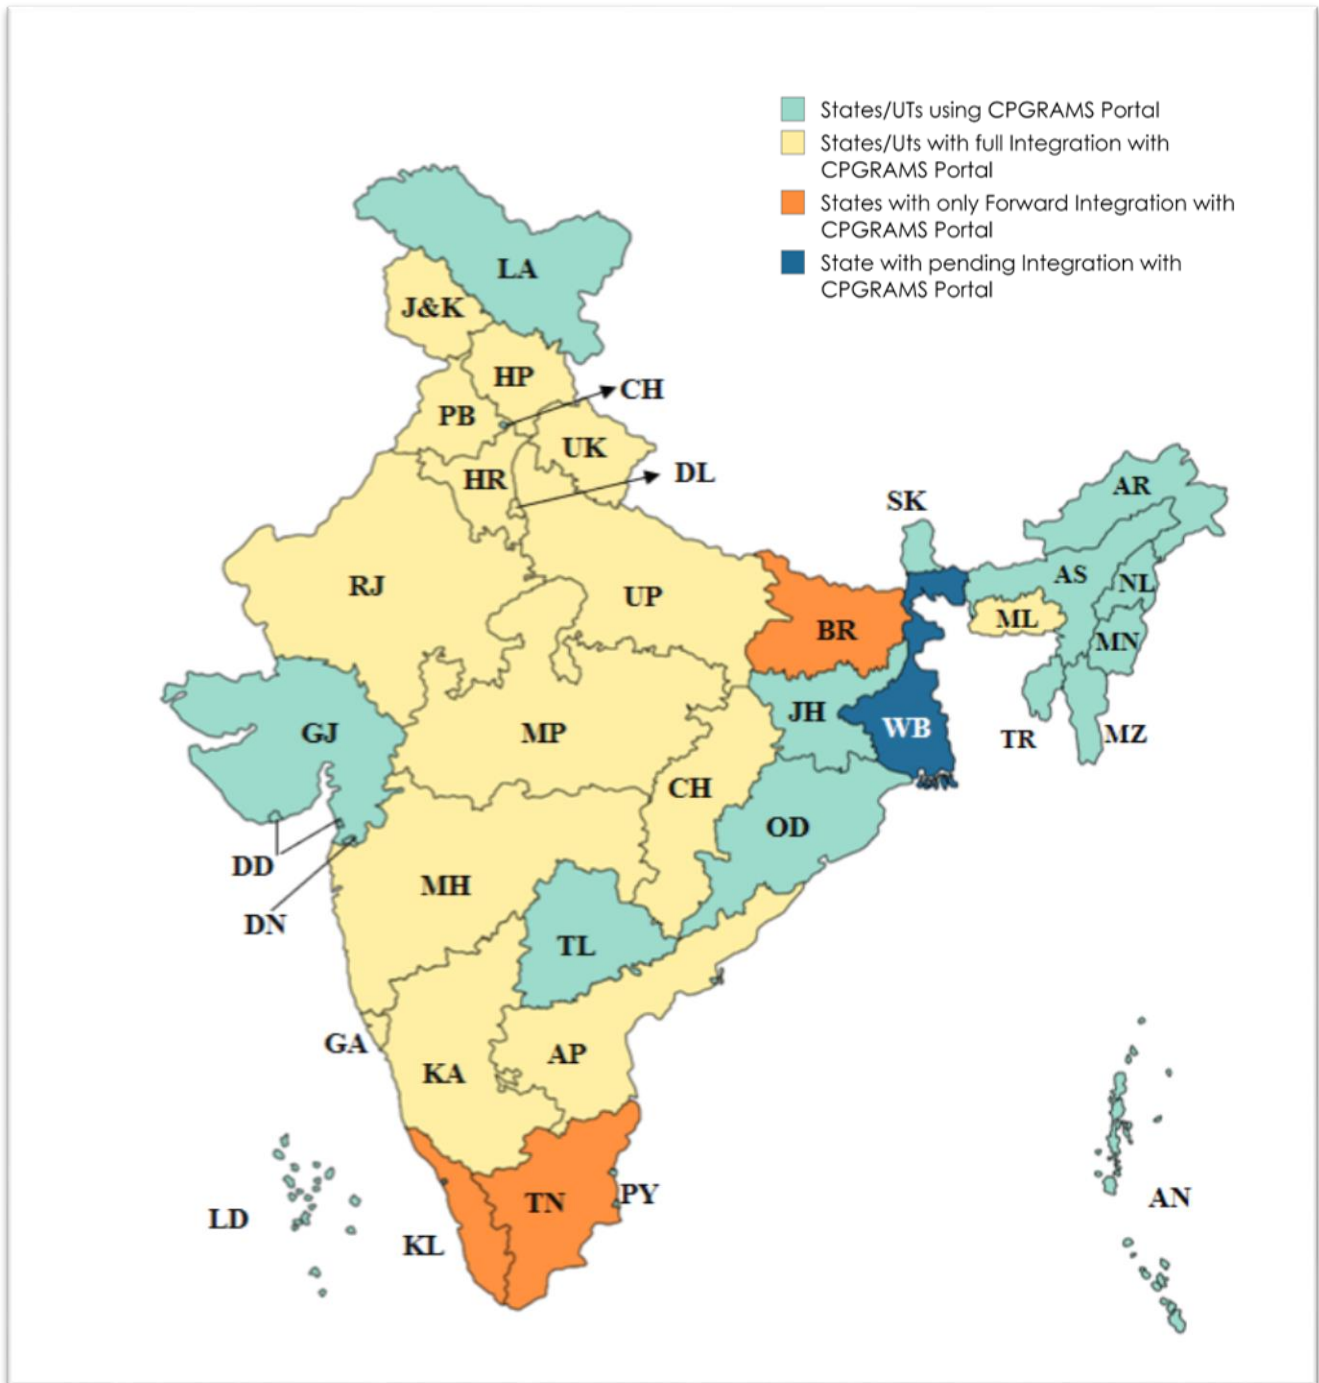 States/UTs using CPGRAMS Portal
States/Uts with full Integration with
CPGRAMS Portal
States with only Forward Integration with
CPGRAMS Portal
State with pending Integration with
CPGRAMS Portal
LA
J&K
HP
CH
PB
UK
HR
DL
SK
AR
RJ
UP
AS
NL
BR
ML
MN
GJ
MP
JH
WB
TR
MZ
CH
OD
DD
MH
DN
TL
GA
AP
KA
TN
PY
AN
LD
KL